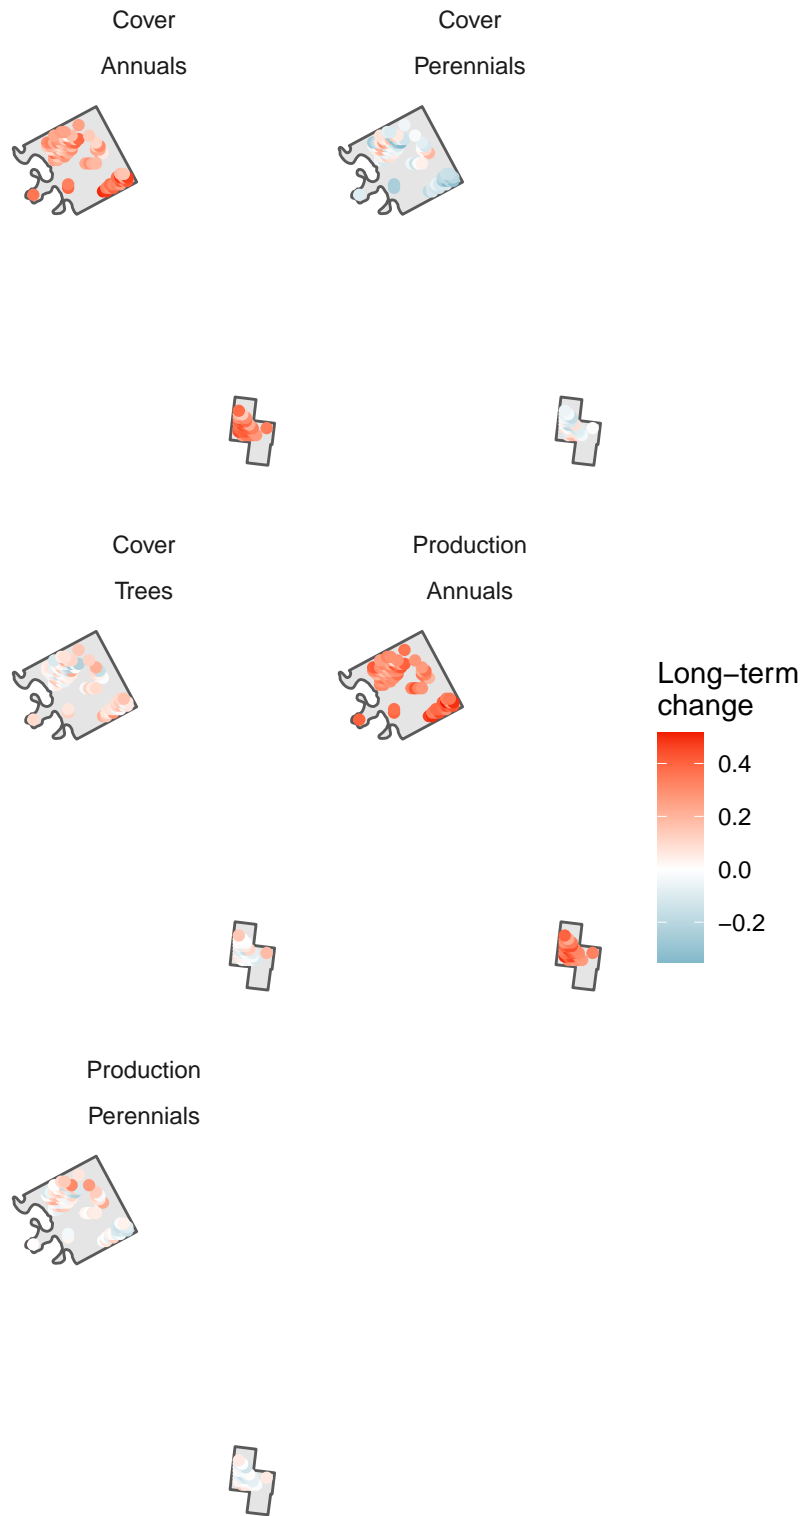 Cover
Annuals
Cover
Perennials
Cover
Trees
Production
Annuals
Long−term
change
0.4
0.2
0.0
−0.2
Production
Perennials